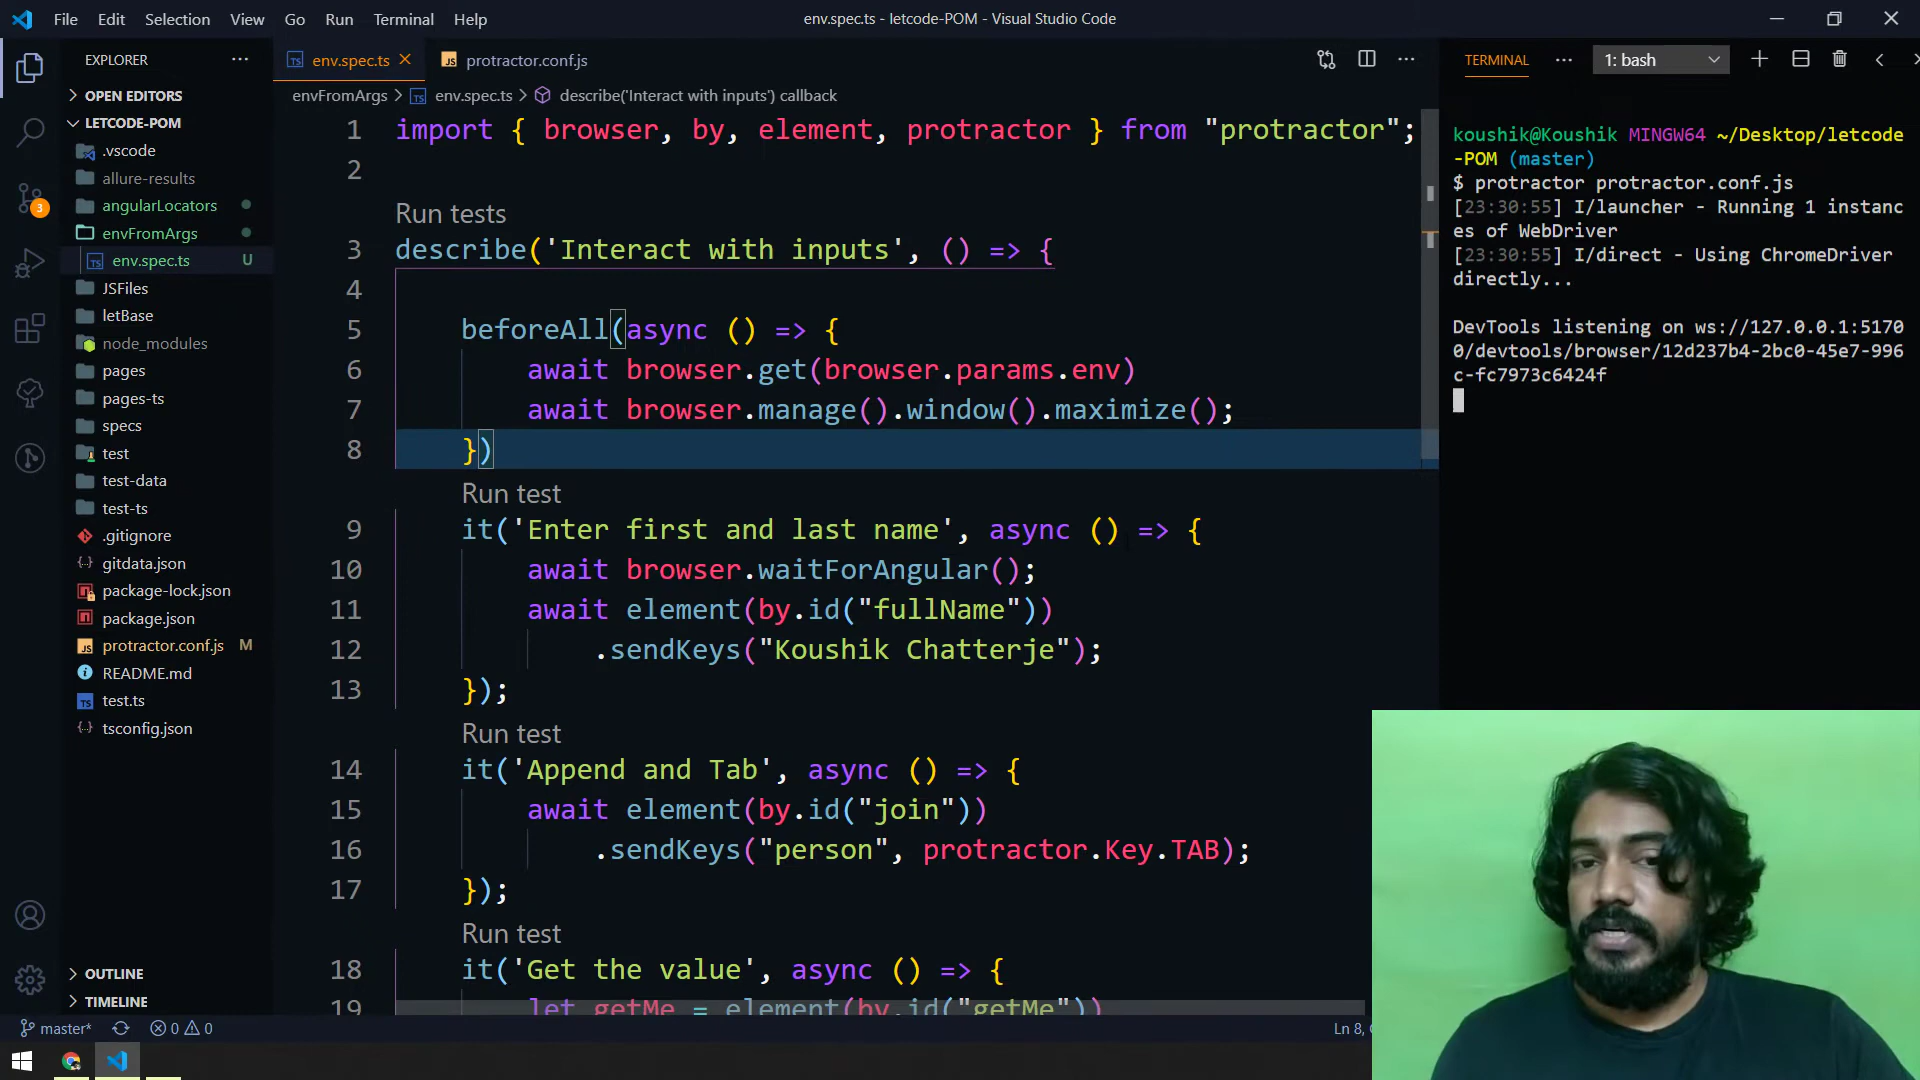 File Edit Selection View Go Run Terminal Help
env.spec.ts - letcode-POM - Visual Studio Code
EXPLORER
OPEN EDITORS
LETCODE-POM
.vscode
allure-results
angularLocators
envFromArgs
env.spec.ts U
JSFiles
letBase
node_modules
pages
pages-ts
specs
test
test-data
test-ts
.gitignore
gitdata.json
package-lock.json
package.json
protractor.conf.js M
README.md
test.ts
tsconfig.json
OUTLINE
TIMELINE
env.spec.ts
JS protractor.conf.js
envFromArgs > env.spec.ts > describe('Interact with inputs') callback
1 import { browser, by, element, protractor } from "protractor";
2
Run tests
3 describe('Interact with inputs', () => {
4
5 beforeAll(async () => {
6 await browser.get(browser.params.env)
7 await browser.manage().window().maximize();
8 })
Run test
9 it('Enter first and last name', async () => {
10 await browser.waitForAngular();
11 await element(by.id("fullName"))
12 .sendKeys("Koushik Chatterje");
13 });
Run test
14 it('Append and Tab', async () => {
15 await element(by.id("join"))
16 .sendKeys("person", protractor.Key.TAB);
17 });
Run test
18 it('Get the value', async () => {
19 let getMe = element(by.id("getMe"))
TERMINAL
1: bash
koushik@Koushik MINGW64 ~/Desktop/letcode
-POM (master)
$ protractor protractor.conf.js
[23:30:55] I/launcher - Running 1 instanc
es of WebDriver
[23:30:55] I/direct - Using ChromeDriver
directly...
DevTools listening on ws://127.0.0.1:5170
0/devtools/browser/12d237b4-2bc0-45e7-996
c-fc7973c6424f
3
master* 0 0
Ln 8,